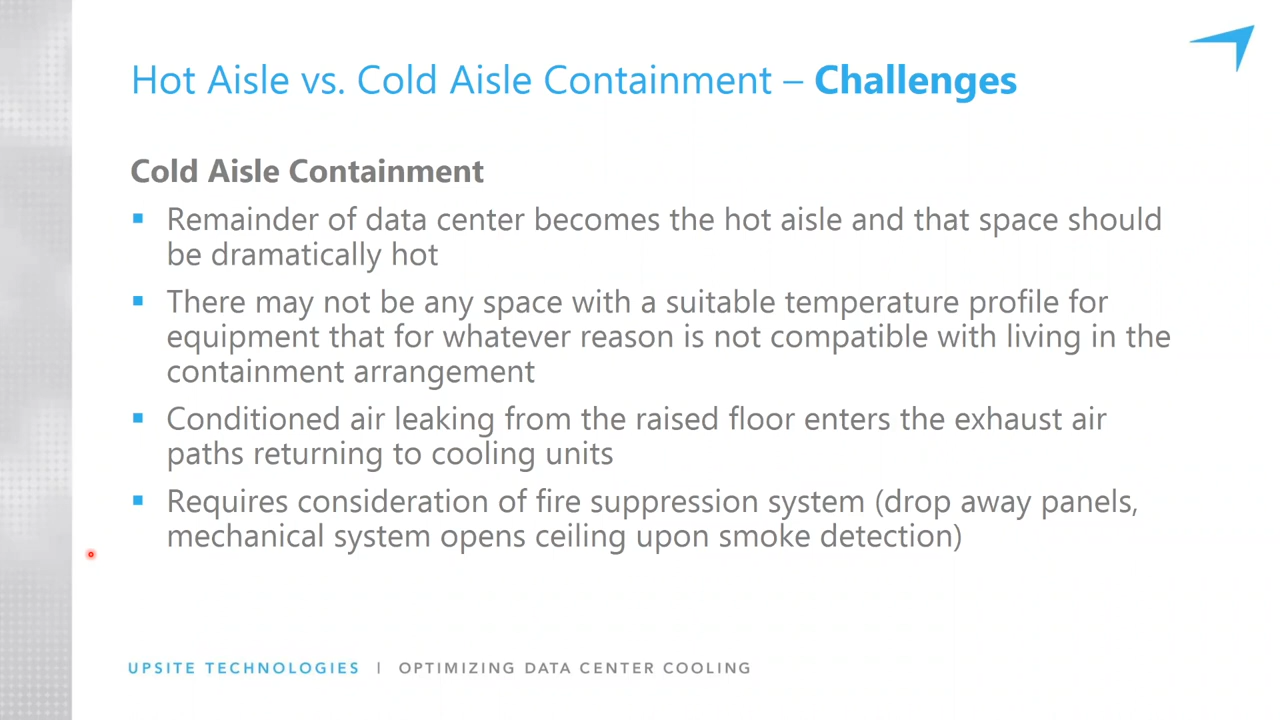 Hot Aisle vs. Cold Aisle Containment – Challenges
Cold Aisle Containment
▪ Remainder of data center becomes the hot aisle and that space should
be dramatically hot
▪ There may not be any space with a suitable temperature profile for
equipment that for whatever reason is not compatible with living in the
containment arrangement
▪ Conditioned air leaking from the raised floor enters the exhaust air
paths returning to cooling units
▪ Requires consideration of fire suppression system (drop away panels,
mechanical system opens ceiling upon smoke detection)
UPSITE TECHNOLOGIES | OPTIMIZING DATA CENTER COOLING